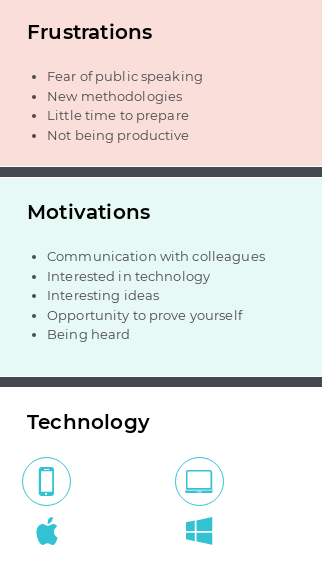 Frustrations
• Fear of public speaking
• New methodologies
• Little time to prepare
• Not being productive
Motivations
• Communication with colleagues
• Interested in technology
• Interesting ideas
• Opportunity to prove yourself
• Being heard
Technology